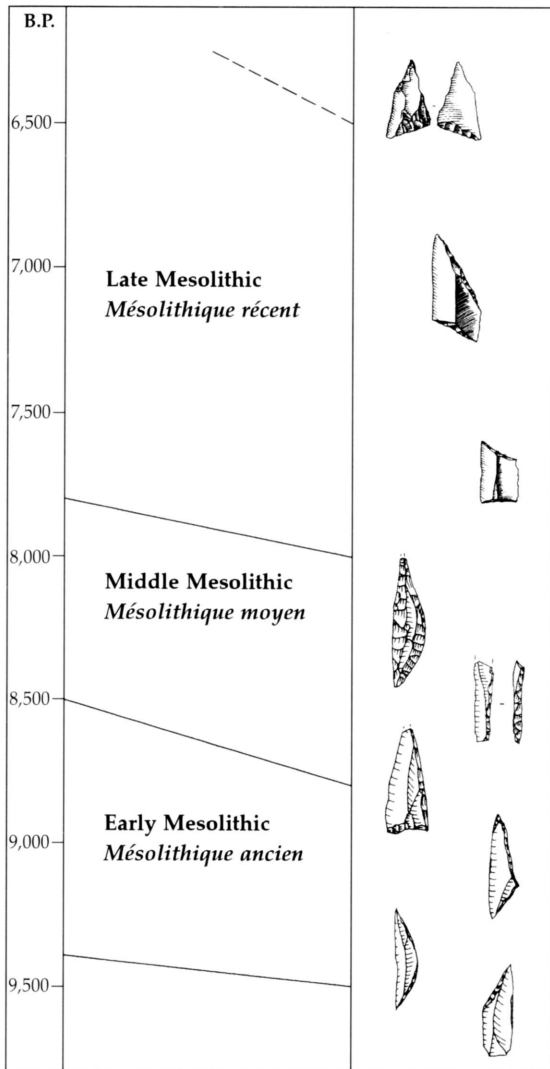 B.P.
6,500
7,000
Late Mesolithic
Mésolithique récent
7,500
8,000
Middle Mesolithic
Mésolithique moyen
8,500
Early Mesolithic
9,000
Mésolithique ancien
9,500